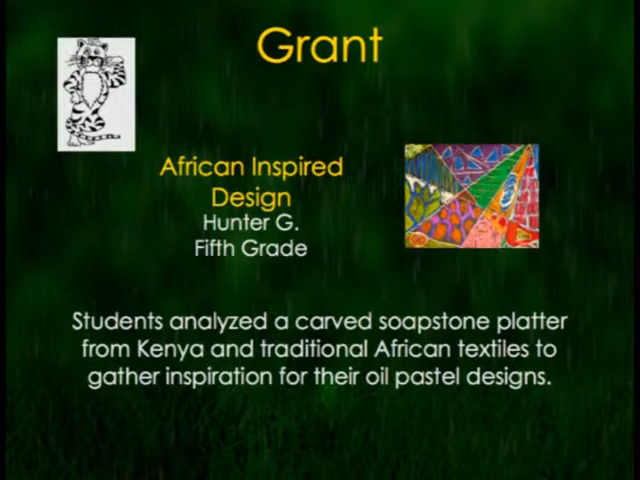 Grant
African Inspired
Design
Hunter G.
Fifth Grade
Students analyzed a carved soapstone platter
from Kenya and traditional African textiles to
gather inspiration for their oil pastel designs.